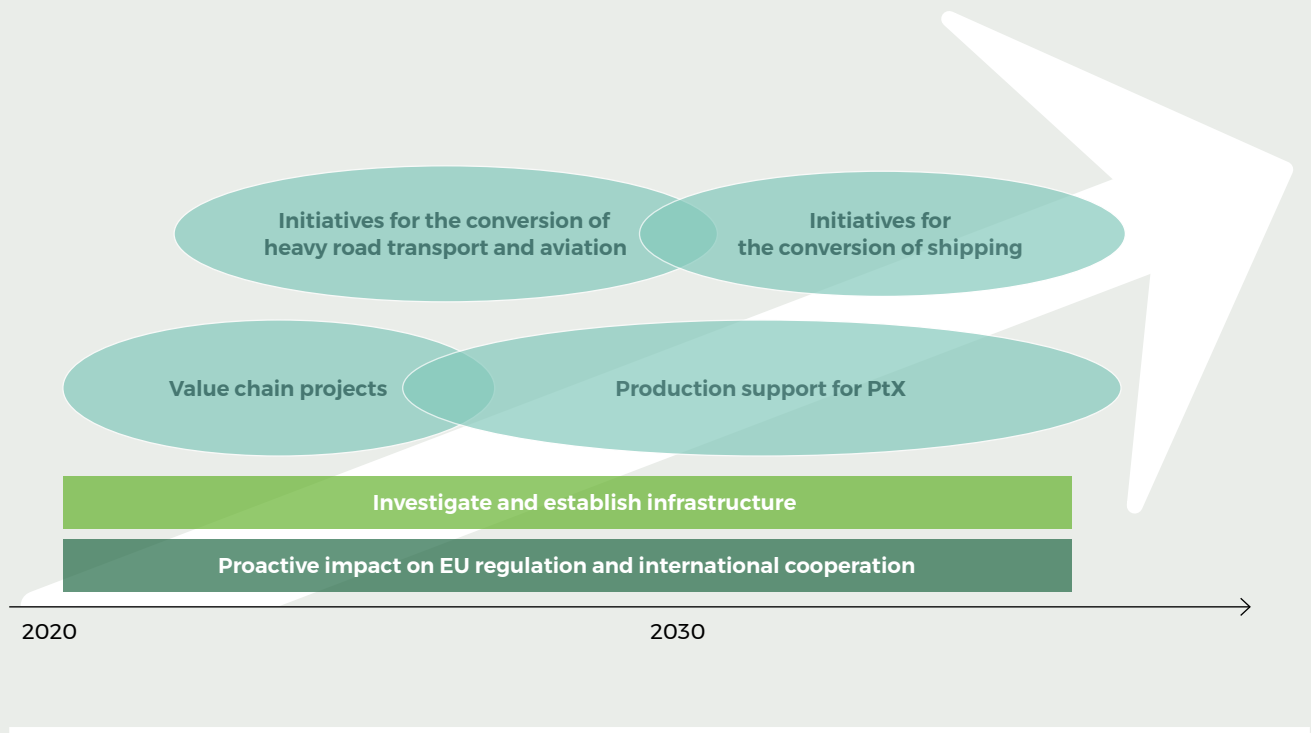 Initiatives for the conversion of
heavy road transport and aviation
Initiatives for
the conversion of shipping
Value chain projects
Production support for PtX
Investigate and establish infrastructure
Proactive impact on EU regulation and international cooperation
2020
2030